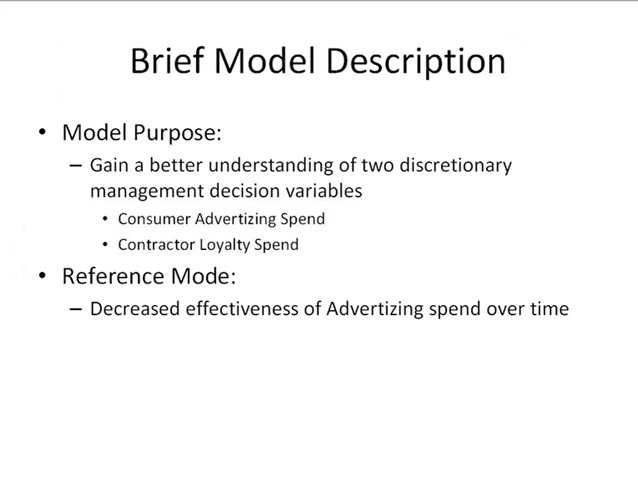 Brief Model Description
• Model Purpose:
– Gain a better understanding of two discretionary
management decision variables
• Consumer Advertizing Spend
• Contractor Loyalty Spend
• Reference Mode:
– Decreased effectiveness of Advertizing spend over time